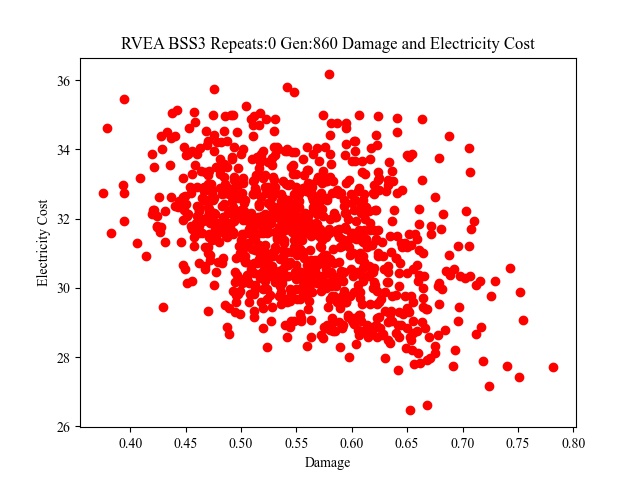 RVEA BSS3 Repeats:0 Gen:860 Damage and Electricity Cost
36
34
32
30
28
26
Electricity Cost
0.40 0.45 0.50 0.55 0.60 0.65 0.70 0.75 0.80
Damage